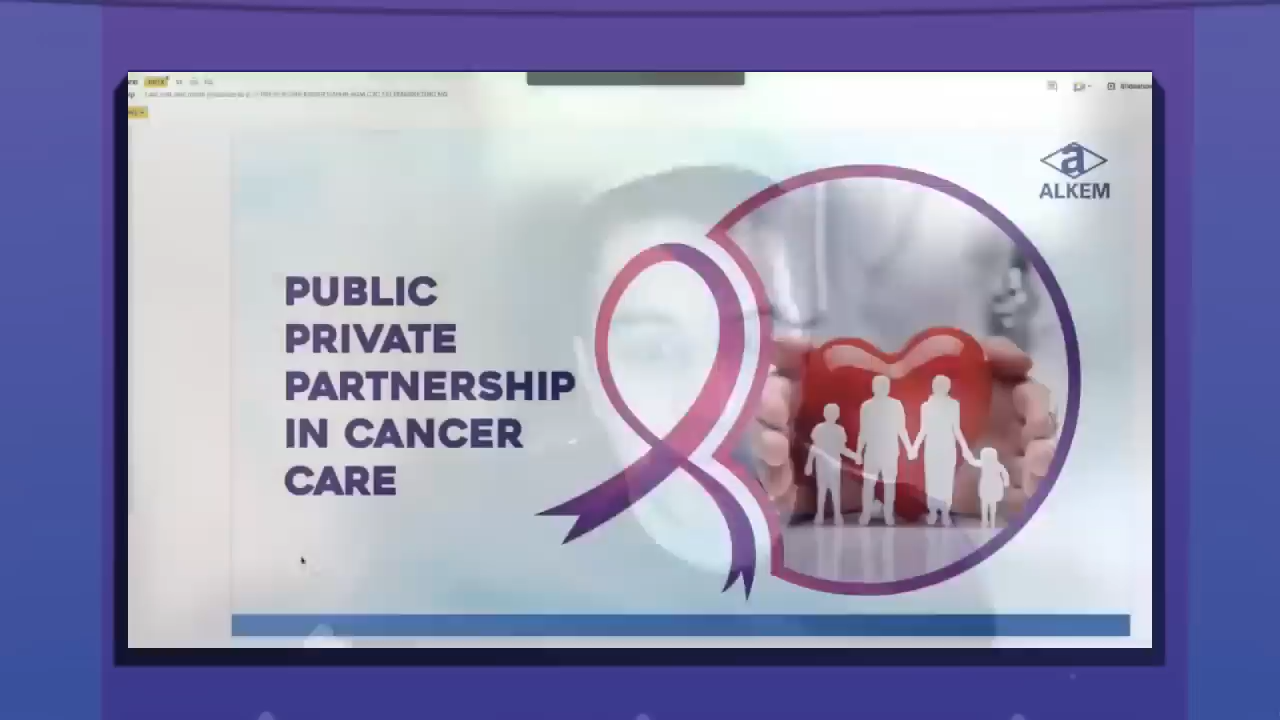 ALKEM
PUBLIC
PRIVATE
PARTNERSHIP
IN CANCER
CARE